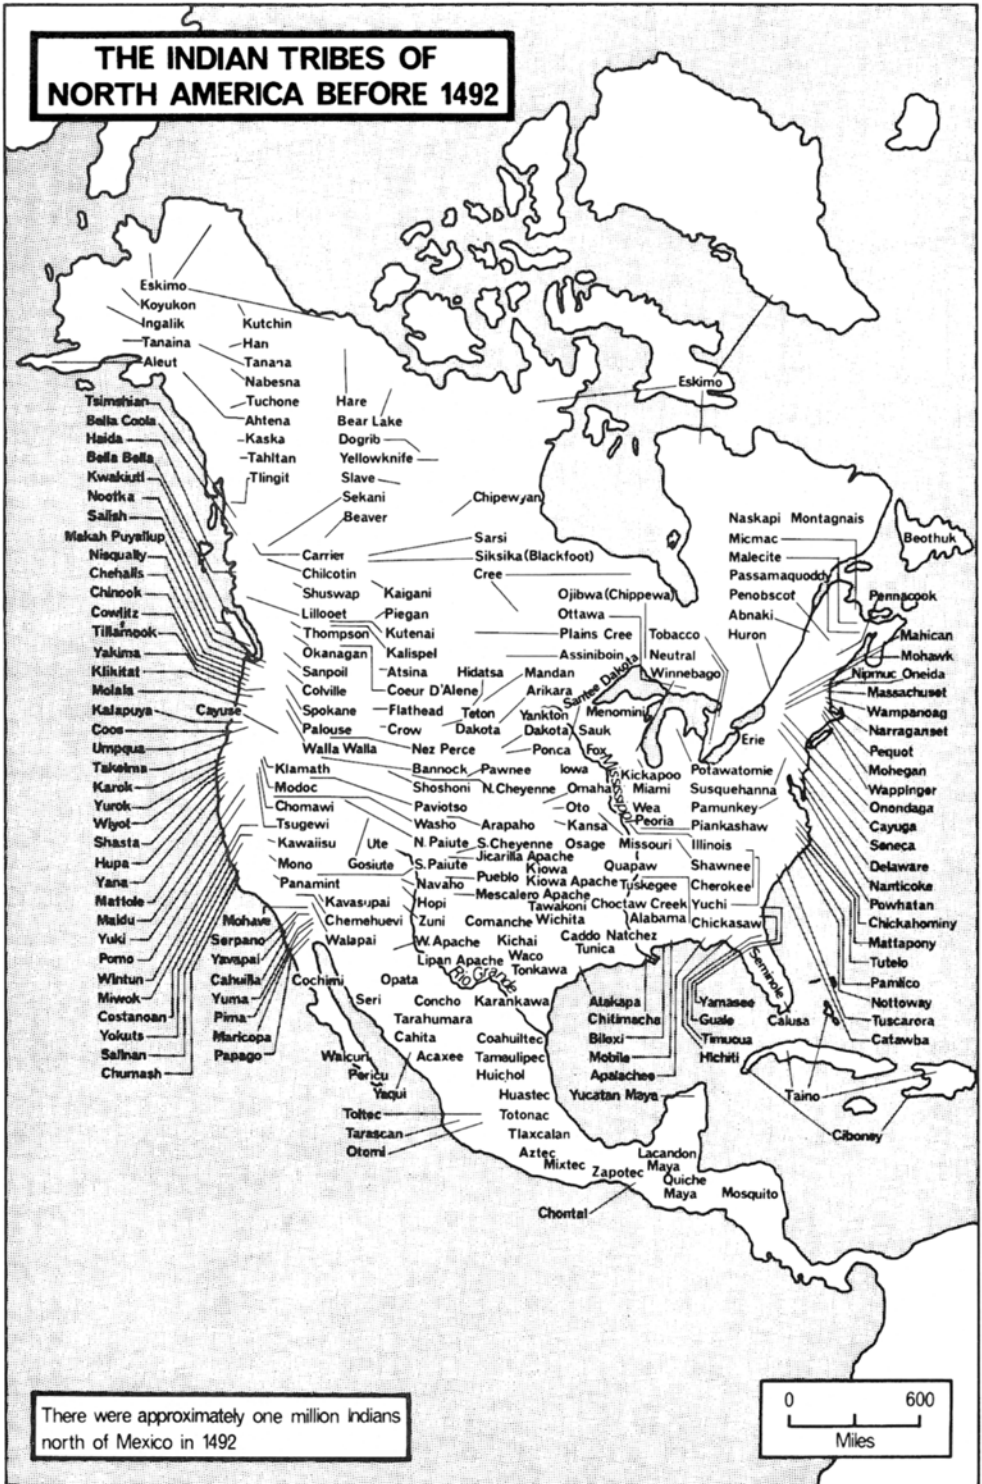 THE INDIAN TRIBES OF
NORTH AMERICA BEFORE 1492
Eskimo
Koyukon
Ingalik
Tanaina
Aleut
Kutchin
Han
Tanana
Nabesna
Tuchone
Ahtena
Kaska
Tahltan
Tlingit
Hare
Bear Lake
Dogrib
Yellowknife
Slave
Sekani
Beaver
Chipewyan
Eskimo
Tsimshian
Bella Coola
Haida
Bella Bella
Kwakiutl
Nootka
Salish
Makah Puyallup
Nisqually
Chehalis
Chinook
Cowlitz
Tillamook
Yakima
Klikitat
Molala
Kalapuya
Cayuse
Coos
Umpqua
Takelma
Karok
Yurok
Wiyot
Shasta
Hupa
Yana
Mattole
Maidu
Yuki
Pomo
Wintun
Miwok
Costanoan
Yokuts
Salinan
Chumash
Mohave
Serpano
Yavapai
Cahuilla
Yuma
Pima
Maricopa
Papago
Carrier
Chilcotin
Shuswap
Lillooet
Thompson
Okanagan
Sanpoil
Colville
Spokane
Palouse
Walla Walla
Klamath
Modoc
Chomawi
Tsugewi
Kawaiisu
Mono
Panamint
Kavasupai
Chemehuevi
Walapai
Kaigani
Piegan
Kutenai
Kalispel
Atsina
Coeur D'Alene
Flathead
Crow
Nez Perce
Bannock
Shoshoni
Paviotso
Washo
N. Paiute
S. Paiute
Ute
Gosiute
Navaho
Hopi
Zuni
W. Apache
Lipan Apache
Sarsi
Siksika (Blackfoot)
Cree
Ojibwa (Chippewa)
Ottawa
Plains Cree
Assiniboin
Tobacco
Neutral
Winnebago
Hidatsa
Mandan
Arikara
Teton
Dakota
Yankton
Dakota
Santee Dakota
Menomini
Sauk
Fox
Ponca
Pawnee
Iowa
N. Cheyenne
Omaha
Oto
Arapaho
Kansa
S. Cheyenne
Osage
Missouri
Mississippi
Kickapoo
Miami
Wea
Peoria
Potawatomie
Susquehanna
Pamunkey
Piankashaw
Illinois
Shawnee
Cherokee
Yuchi
Chickasaw
Jicarilla Apache
Kiowa
Pueblo
Kiowa Apache
Mescalero Apache
Tawakoni
Comanche
Wichita
Quapaw
Tuskegee
Choctaw
Creek
Alabama
Kichai
Caddo
Natchez
Waco
Tunica
Tonkawa
Rio Grande
Naskapi
Montagnais
Micmac
Malecite
Passamaquoddy
Penobscot
Abnaki
Huron
Erie
Beothuk
Pennacook
Mahican
Mohawk
Nipmuc
Oneida
Massachuset
Wampanoag
Narraganset
Pequot
Mohegan
Wappinger
Onondaga
Cayuga
Seneca
Delaware
Nanticoke
Powhatan
Chickahominy
Mattapony
Tutelo
Pamlico
Nottoway
Tuscarora
Catawba
Seminole
Calusa
Atakapa
Chitimacha
Biloxi
Mobile
Apalachee
Yamasee
Guale
Timucua
Hichiti
Cochimi
Opata
Seri
Concho
Karankawa
Tarahumara
Cahita
Coahuiltec
Acaxee
Tamaulipec
Waicuri
Pericu
Yaqui
Huichol
Huastec
Toltec
Totonac
Tarascan
Tlaxcalan
Otomi
Aztec
Mixtec
Zapotec
Yucatan Maya
Lacandon
Maya
Quiche
Maya
Mosquito
Chontal
Taino
Ciboney
There were approximately one million Indians
north of Mexico in 1492
0 600
Miles